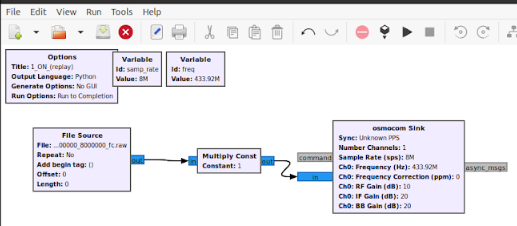 File Edit View Run Tools Help
Options
Title: 1_ON_(replay)
Output Language: Python
Generate Options: No GUI
Run Options: Run to Completion
Variable
Id: samp_rate
Value: 8M
Variable
Id: freq
Value: 433.92M
File Source
File: ...00000_8000000_fc.raw
Repeat: No
Add begin tag: ()
Offset: 0
Length: 0
out
in
Multiply Const
Constant: 1
out
command
in
osmocom Sink
Sync: Unknown PPS
Number Channels: 1
Sample Rate (sps): 8M
Ch0: Frequency (Hz): 433.92M
Ch0: Frequency Correction (ppm): 0
Ch0: RF Gain (dB): 10
Ch0: IF Gain (dB): 20
Ch0: BB Gain (dB): 20
async_msgs